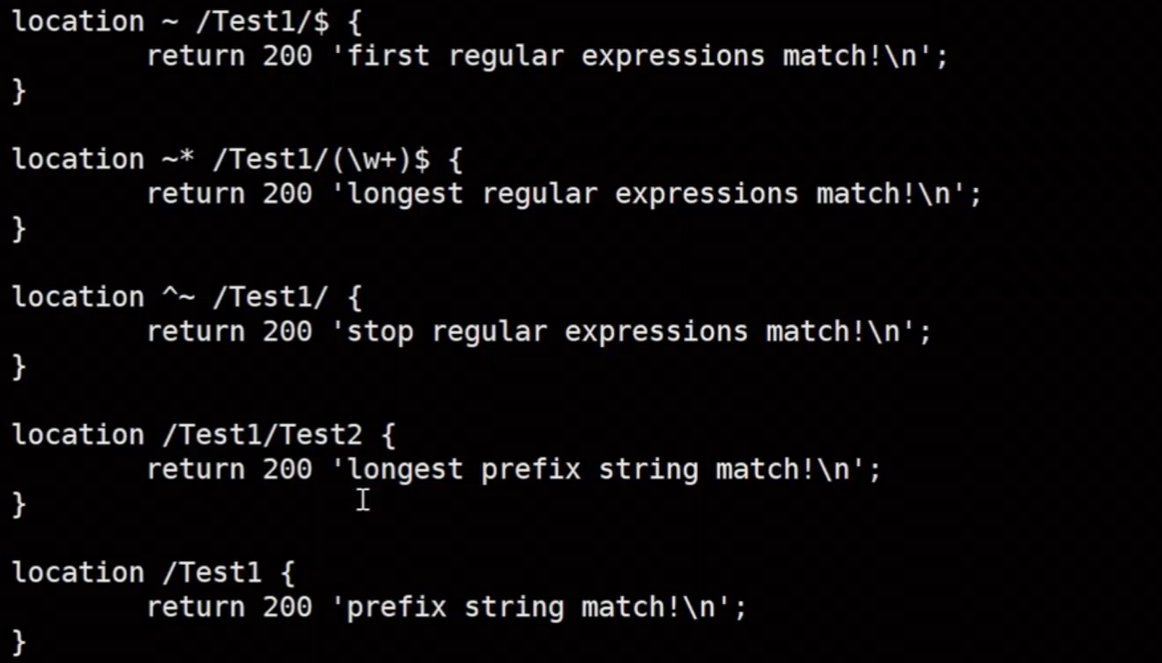 location ~ /Test1/$ {
        return 200 'first regular expressions match!\n';
}

location ~* /Test1/(\w+)$ {
        return 200 'longest regular expressions match!\n';
}

location ^~ /Test1/ {
        return 200 'stop regular expressions match!\n';
}

location /Test1/Test2 {
        return 200 'longest prefix string match!\n';
}

location /Test1 {
        return 200 'prefix string match!\n';
}